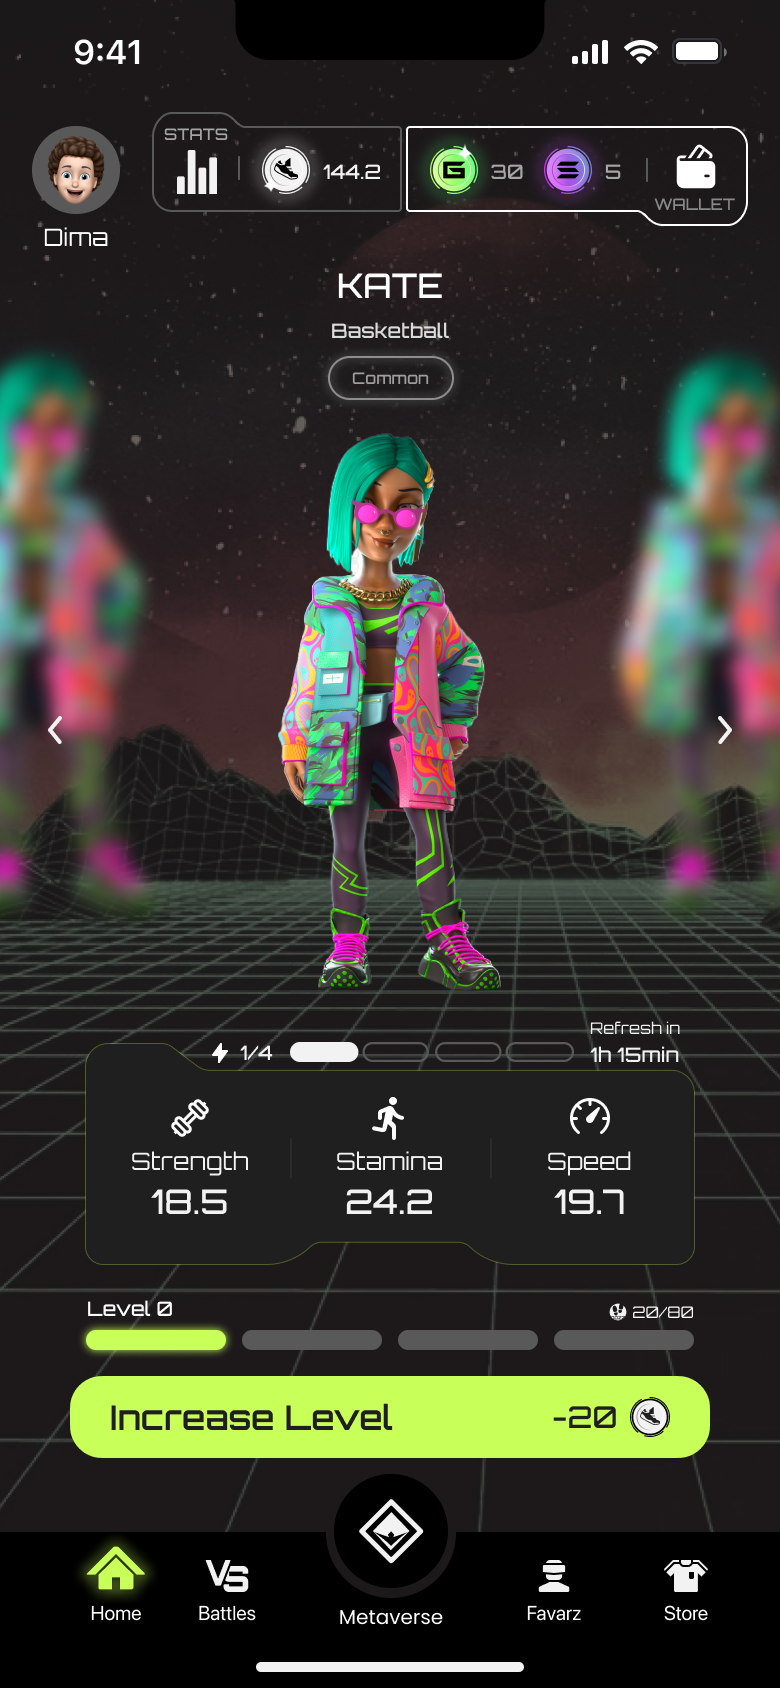 9:41
STATS
144.2
30
5
WALLET
Dima
KATE
Basketball
Common
1/4
Refresh in
1h 15min
Strength
18.5
Stamina
24.2
Speed
19.7
Level 0
20/80
Increase Level
-20
Home
VS
Battles
Metaverse
Favarz
Store